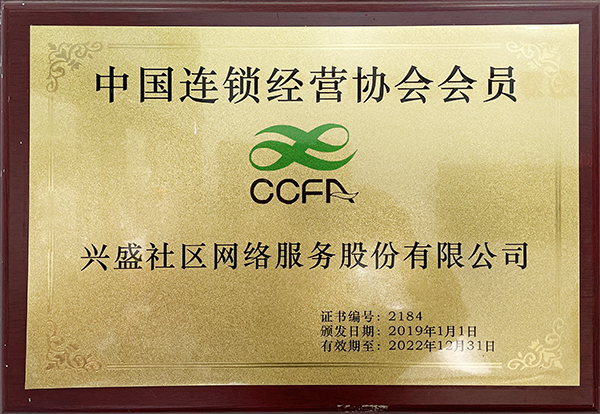 中国连锁经营协会会员
CCFA
兴盛社区网络服务股份有限公司
证书编号：2184
颁发日期：2019年1月1日
有效期至：2022年12月31日